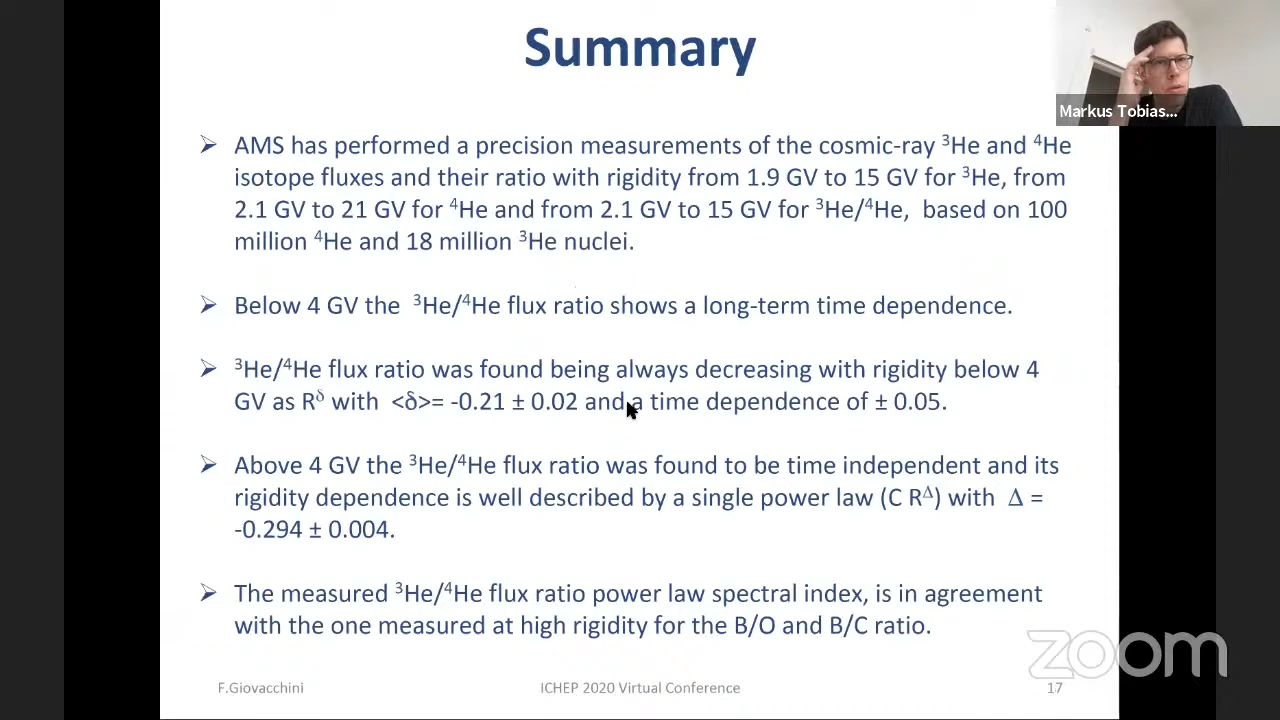 Summary
Markus Tobias...
➢ AMS has performed a precision measurements of the cosmic-ray ³He and ⁴He
isotope fluxes and their ratio with rigidity from 1.9 GV to 15 GV for ³He, from
2.1 GV to 21 GV for ⁴He and from 2.1 GV to 15 GV for ³He/⁴He, based on 100
million ⁴He and 18 million ³He nuclei.
➢ Below 4 GV the ³He/⁴He flux ratio shows a long-term time dependence.
➢ ³He/⁴He flux ratio was found being always decreasing with rigidity below 4
GV as R^δ with <δ>= -0.21 ± 0.02 and a time dependence of ± 0.05.
➢ Above 4 GV the ³He/⁴He flux ratio was found to be time independent and its
rigidity dependence is well described by a single power law (C R^Δ) with Δ =
-0.294 ± 0.004.
➢ The measured ³He/⁴He flux ratio power law spectral index, is in agreement
with the one measured at high rigidity for the B/O and B/C ratio.
zoom
F.Giovacchini ICHEP 2020 Virtual Conference 17